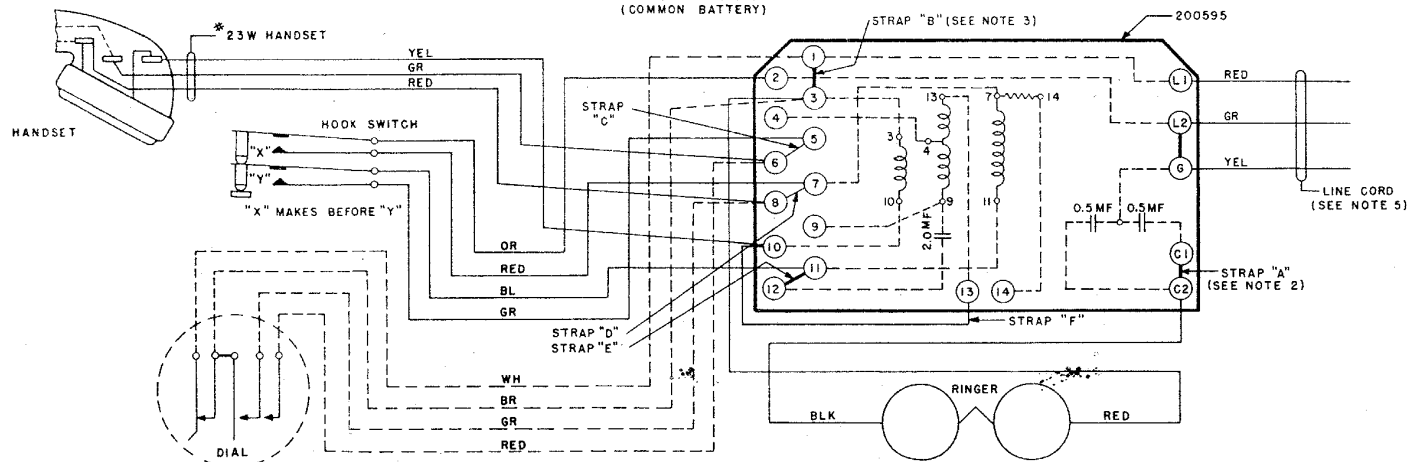 (COMMON BATTERY)
STRAP "B" (SEE NOTE 3)
200595
* 23W HANDSET
YEL
GR
RED
HANDSET
HOOK SWITCH
"X"
"Y"
"X" MAKES BEFORE "Y"
STRAP
"C"
1
2
3
4
5
6
7
8
9
10
11
12
13
14
3
10
13
4
9
2.0MF
7
14
11
L1
RED
L2
GR
G
YEL
LINE CORD
(SEE NOTE 5)
0.5MF
0.5MF
C1
C2
STRAP "A"
(SEE NOTE 2)
OR
RED
BL
GR
STRAP "D"
STRAP "E"
STRAP "F"
WH
BR
GR
RED
DIAL
BLK
RINGER
RED